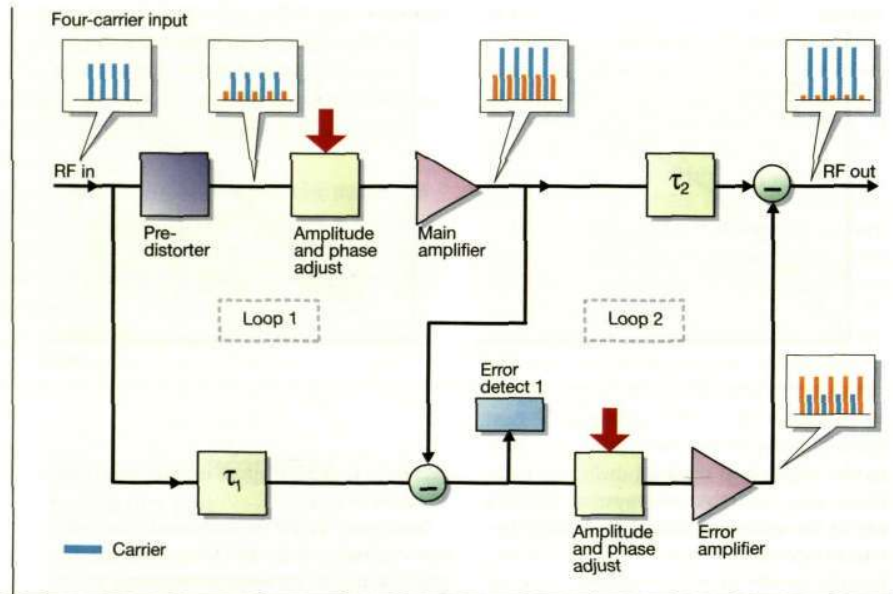 Four-carrier input
RF in
RF out
Pre-
distorter
Amplitude
and phase
adjust
Main
amplifier
τ2
Loop 1
Loop 2
Error
detect 1
τ1
Amplitude
and phase
adjust
Error
amplifier
Carrier